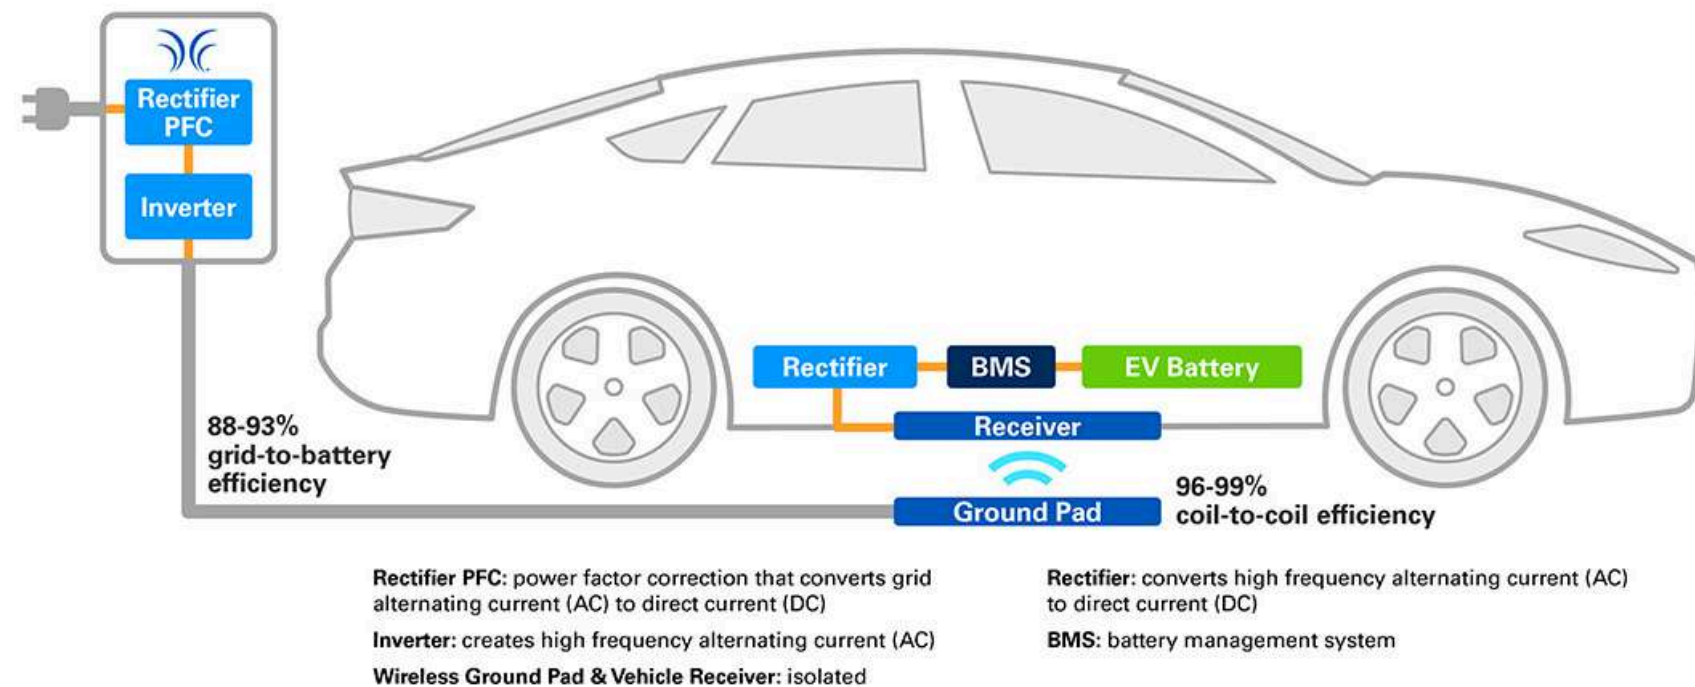 Rectifier
PFC
Inverter
Rectifier
BMS
EV Battery
Receiver
Ground Pad
88-93%
grid-to-battery
efficiency
96-99%
coil-to-coil efficiency
Rectifier PFC: power factor correction that converts grid
alternating current (AC) to direct current (DC)
Inverter: creates high frequency alternating current (AC)
Wireless Ground Pad & Vehicle Receiver: isolated
Rectifier: converts high frequency alternating current (AC)
to direct current (DC)
BMS: battery management system